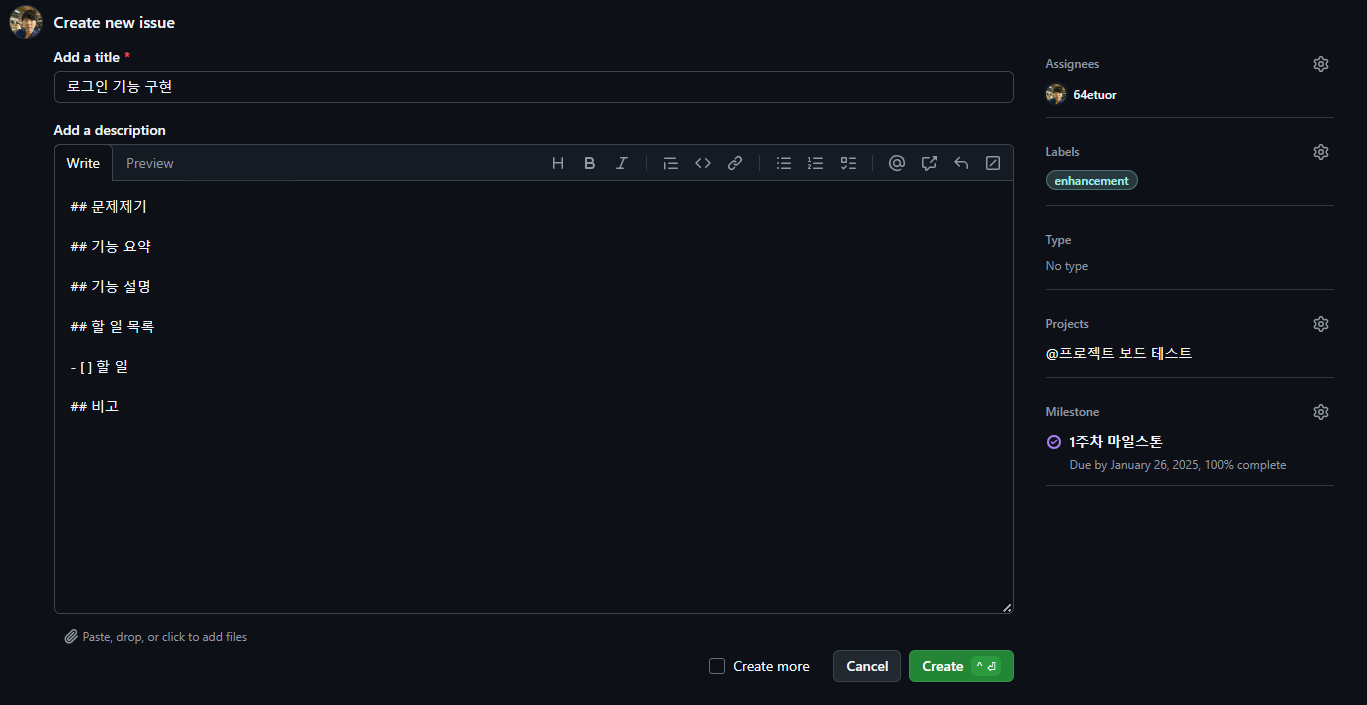 Create new issue
Add a title *
로그인 기능 구현
Add a description
Write Preview
## 문제제기
## 기능 요약
## 기능 설명
## 할 일 목록
- [ ] 할 일
## 비고
Paste, drop, or click to add files
Create more Cancel Create
Assignees
64etuor
Labels
enhancement
Type
No type
Projects
@프로젝트 보드 테스트
Milestone
1주차 마일스톤
Due by January 26, 2025, 100% complete